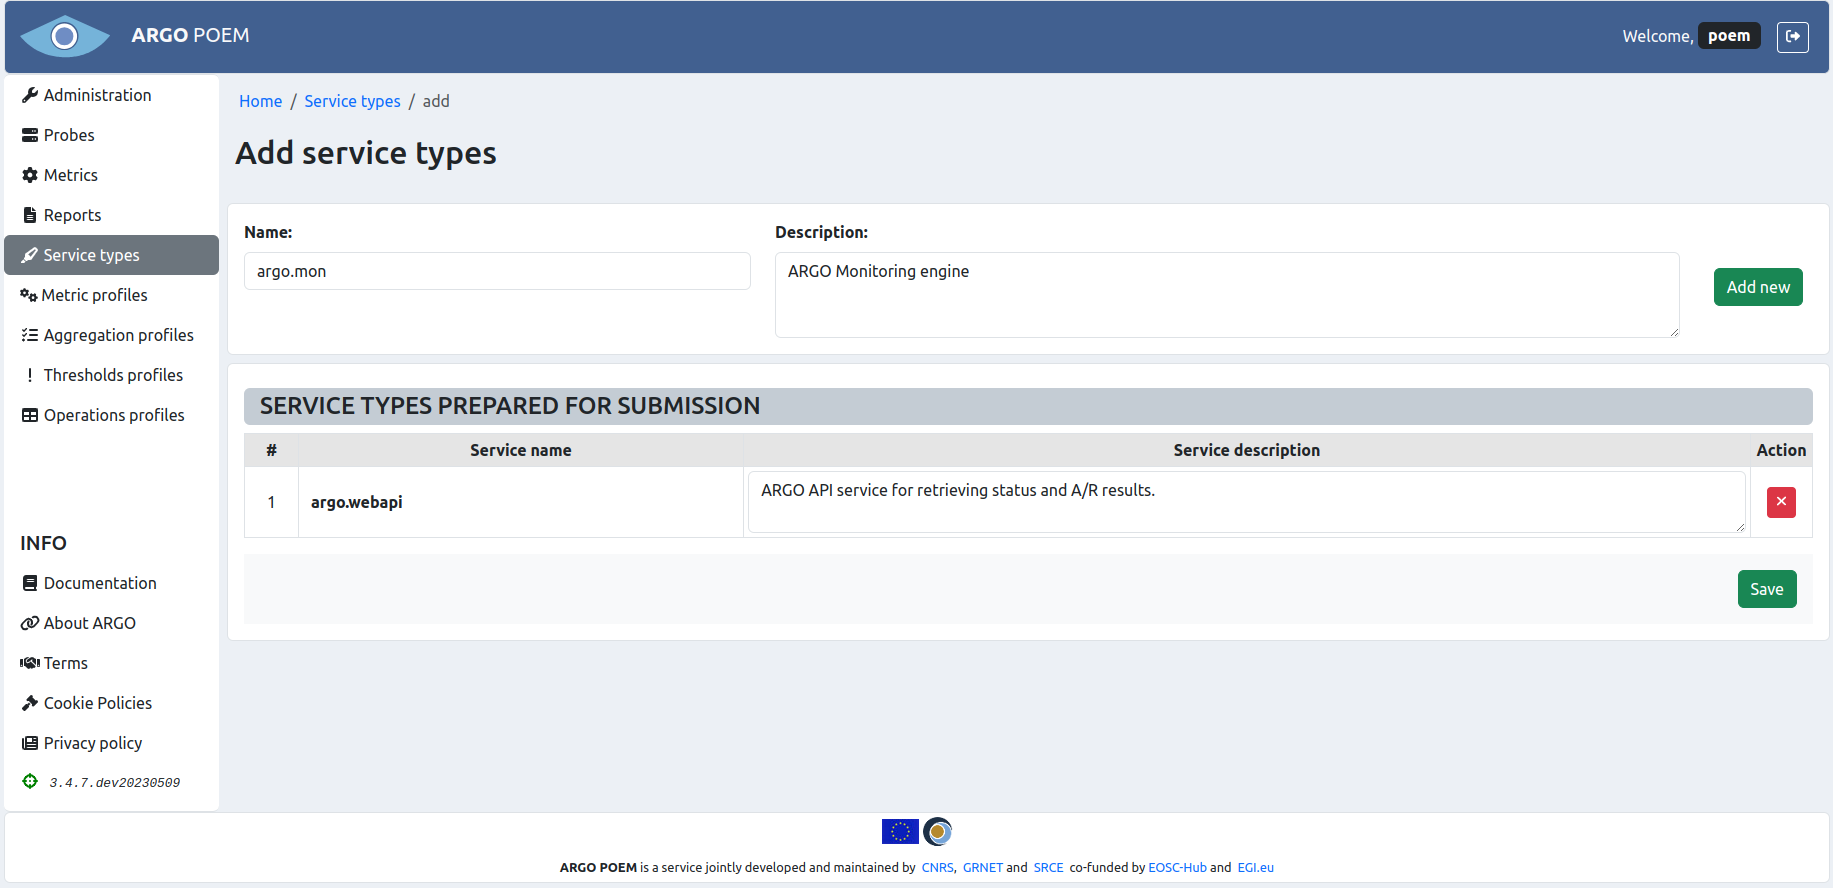 ARGO POEM
Welcome, poem
Administration
Probes
Metrics
Reports
Service types
Metric profiles
Aggregation profiles
Thresholds profiles
Operations profiles
INFO
Documentation
About ARGO
Terms
Cookie Policies
Privacy policy
3.4.7.dev20230509
Home / Service types / add
Add service types
Name: Description:
argo.mon ARGO Monitoring engine
Add new
SERVICE TYPES PREPARED FOR SUBMISSION
# Service name Service description Action
1 argo.webapi ARGO API service for retrieving status and A/R results.
Save
ARGO POEM is a service jointly developed and maintained by CNRS, GRNET and SRCE co-funded by EOSC-Hub and EGI.eu